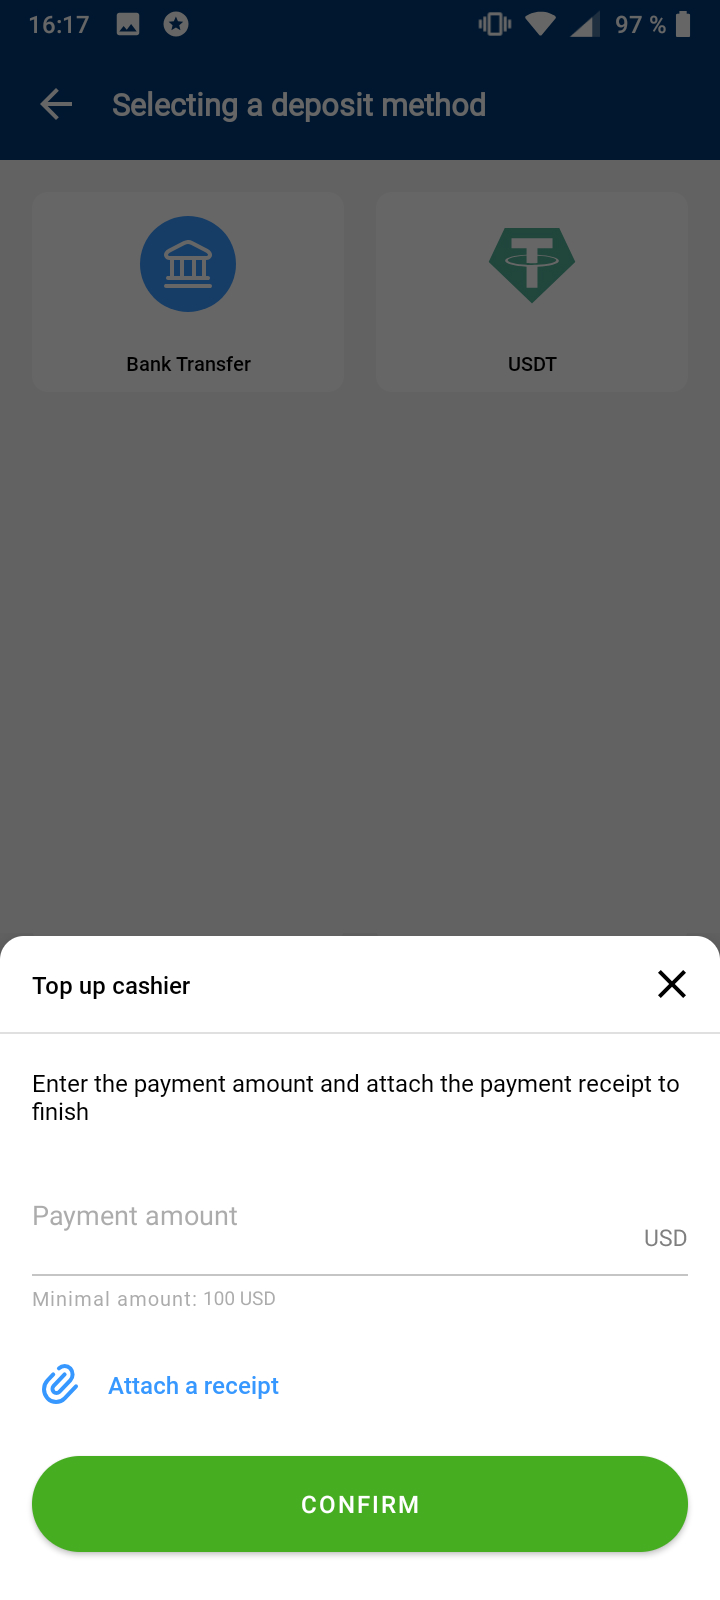 16:17
97 %
Selecting a deposit method
Bank Transfer
USDT
Top up cashier
Enter the payment amount and attach the payment receipt to
finish
Payment amount
USD
Minimal amount: 100 USD
Attach a receipt
CONFIRM